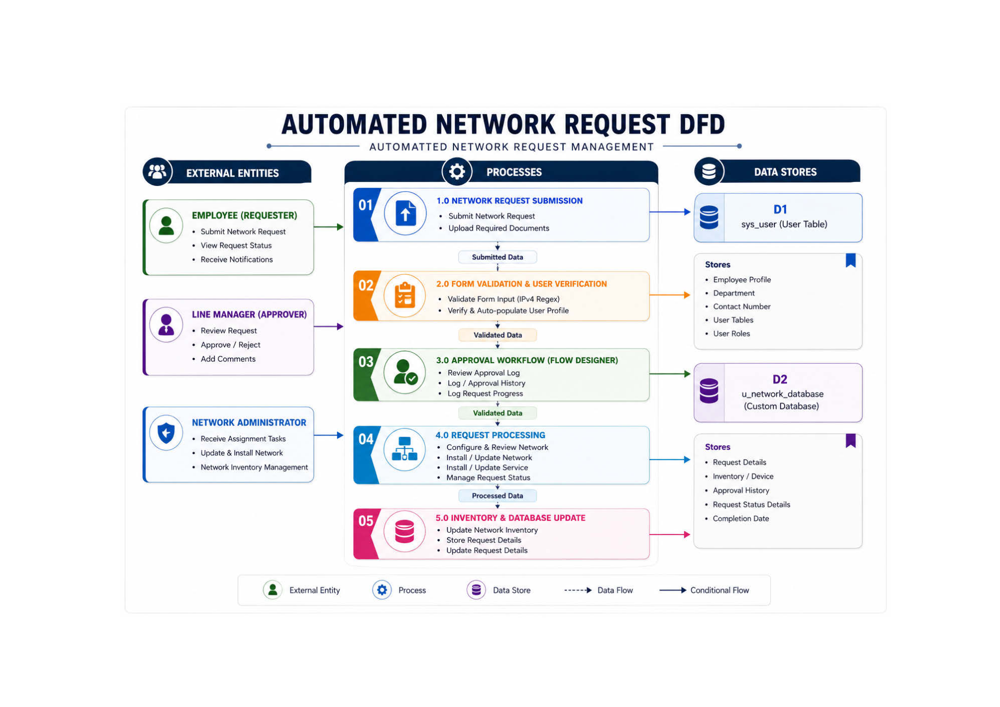 AUTOMATED NETWORK REQUEST DFD
AUTOMATTED NETWORK REQUEST MANAGEMENT
EXTERNAL ENTITIES
EMPLOYEE (REQUESTER)
• Submit Network Request
• View Request Status
• Receive Notifications
LINE MANAGER (APPROVER)
• Review Request
• Approve / Reject
• Add Comments
NETWORK ADMINISTRATOR
• Receive Assignment Tasks
• Update & Install Network
• Network Inventory Management
PROCESSES
01
1.0 NETWORK REQUEST SUBMISSION
• Submit Network Request
• Upload Required Documents
Submitted Data
02
2.0 FORM VALIDATION & USER VERIFICATION
• Validate Form Input (IPv4 Regex)
• Verify & Auto-populate User Profile
Validated Data
03
3.0 APPROVAL WORKFLOW (FLOW DESIGNER)
• Review Approval Log
• Log / Approval History
• Log Request Progress
Validated Data
04
4.0 REQUEST PROCESSING
• Configure & Review Network
• Install / Update Network
• Install / Update Service
• Manage Request Status
Processed Data
05
5.0 INVENTORY & DATABASE UPDATE
• Update Network Inventory
• Store Request Details
• Update Request Details
DATA STORES
D1
sys_user (User Table)
Stores
• Employee Profile
• Department
• Contact Number
• User Tables
• User Roles
D2
u_network_database
(Custom Database)
Stores
• Request Details
• Inventory / Device
• Approval History
• Request Status Details
• Completion Date
External Entity
Process
Data Store
Data Flow
Conditional Flow